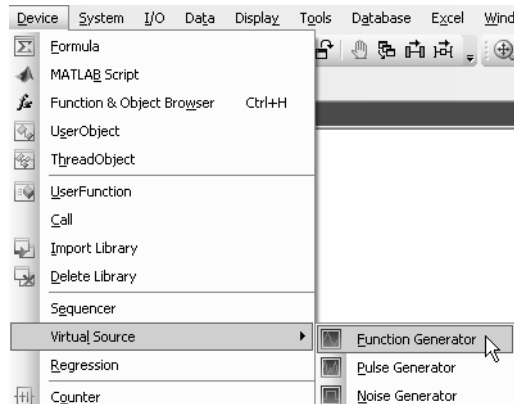 Device System I/O Data Display Tools Database Excel Wind
Formula
MATLAB Script
Function & Object Browser Ctrl+H
UserObject
ThreadObject
UserFunction
Call
Import Library
Delete Library
Sequencer
Virtual Source
Function Generator
Regression
Pulse Generator
Counter
Noise Generator